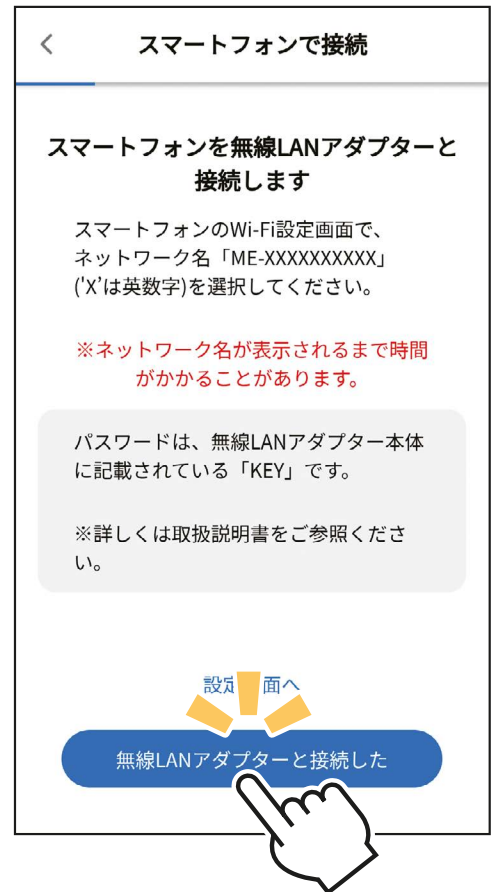 スマートフォンで接続
スマートフォンを無線LANアダプターと
接続します
スマートフォンのWi-Fi設定画面で、
ネットワーク名「ME-XXXXXXXXXX」
('X'は英数字)を選択してください。
※ネットワーク名が表示されるまで時間
がかかることがあります。
パスワードは、無線LANアダプター本体
に記載されている「KEY」です。
※詳しくは取扱説明書をご参照くださ
い。
設定画面へ
無線LANアダプターと接続した